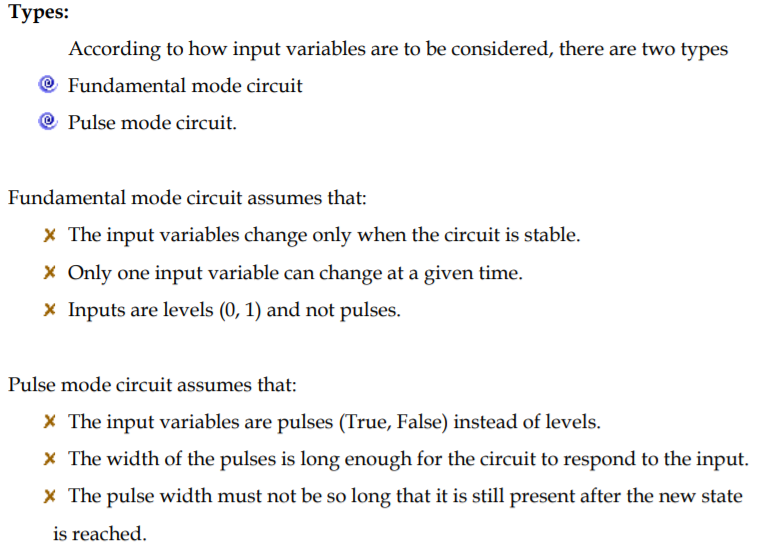 Types:
According to how input variables are to be considered, there are two types
Fundamental mode circuit
Pulse mode circuit.
Fundamental mode circuit assumes that:
The input variables change only when the circuit is stable.
Only one input variable can change at a given time.
Inputs are levels (0, 1) and not pulses.
Pulse mode circuit assumes that:
The input variables are pulses (True, False) instead of levels.
The width of the pulses is long enough for the circuit to respond to the input.
The pulse width must not be so long that it is still present after the new state
is reached.